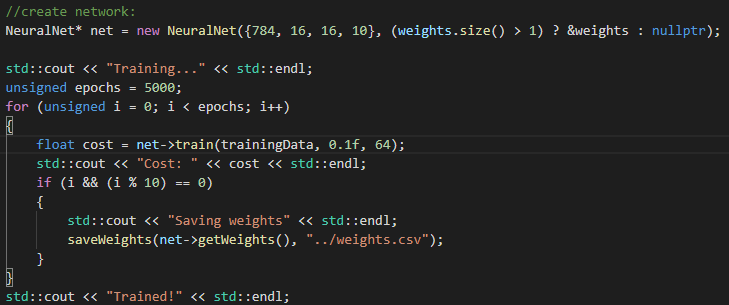 //create network:
NeuralNet* net = new NeuralNet({784, 16, 16, 10}, (weights.size() > 1) ? &weights : nullptr);
std::cout << "Training..." << std::endl;
unsigned epochs = 5000;
for (unsigned i = 0; i < epochs; i++)
{
    float cost = net->train(trainingData, 0.1f, 64);
    std::cout << "Cost: " << cost << std::endl;
    if (i && (i % 10) == 0)
    {
        std::cout << "Saving weights" << std::endl;
        saveWeights(net->getWeights(), "../weights.csv");
    }
}
std::cout << "Trained!" << std::endl;